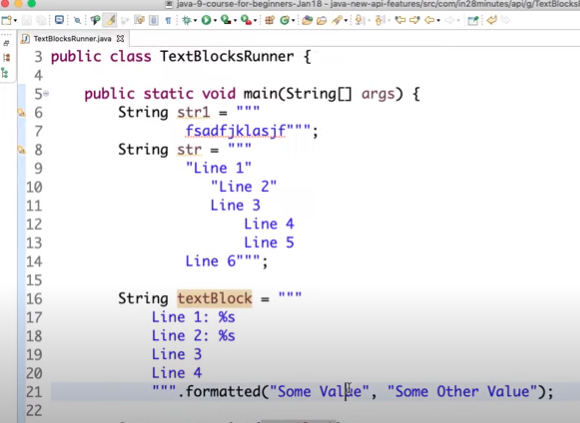 java-9-course-for-beginners-Jan18 - java-new-api-features/src/com/in28minutes/api/g/TextBlocks
TextBlocksRunner.java
3 public class TextBlocksRunner {
4
5 public static void main(String[] args) {
6 String str1 = """
7 fsadfjklasjf""";
8 String str = """
9 "Line 1"
10 "Line 2"
11 Line 3
12 Line 4
13 Line 5
14 Line 6""";
15
16 String textBlock = """
17 Line 1: %s
18 Line 2: %s
19 Line 3
20 Line 4
21 """.formatted("Some Value", "Some Other Value");
22